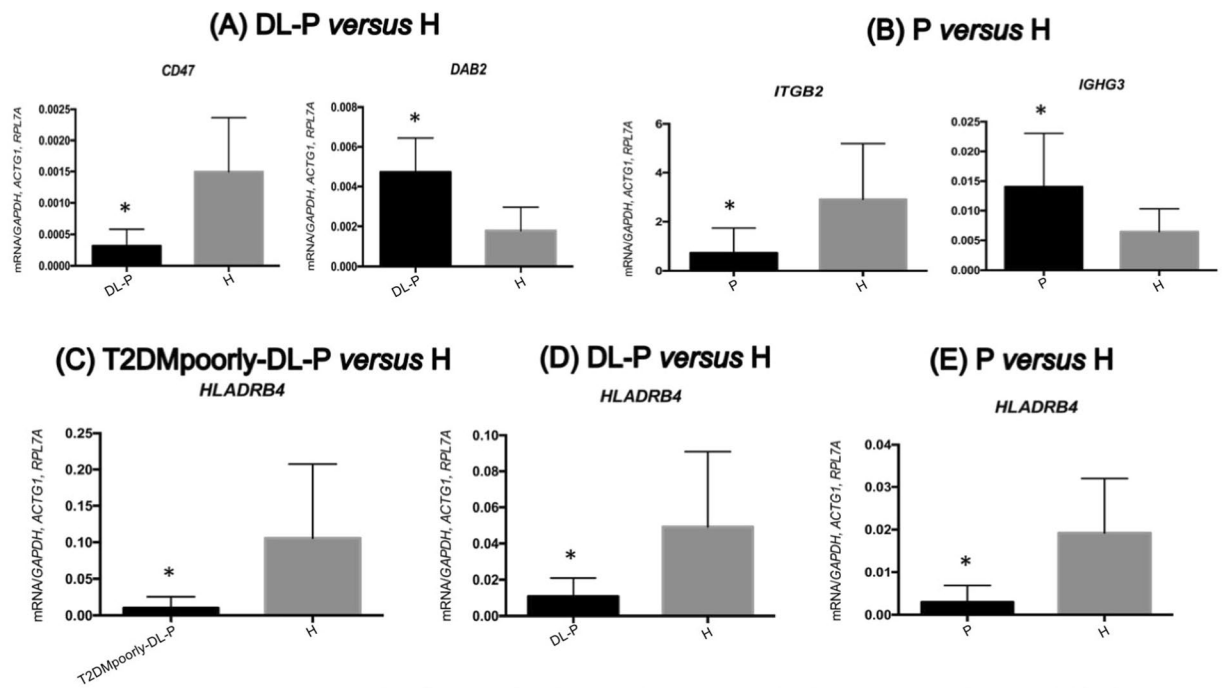 (A) DL-P versus H
(B) P versus H
CD47
DAB2
ITGB2
IGHG3
mRNA/GAPDH, ACTG1, RPL7A
0.0025
0.0020
0.0015
0.0010
0.0005
0.0000
*
DL-P
H
mRNA/GAPDH, ACTG1, RPL7A
0.008
0.006
0.004
0.002
0.000
*
DL-P
H
mRNA/GAPDH, ACTG1, RPL7A
6
4
2
0
*
P
H
0.025
0.020
0.015
0.010
0.005
0.000
*
P
H
(C) T2DMpoorly-DL-P versus H
(D) DL-P versus H
(E) P versus H
HLADRB4
HLADRB4
HLADRB4
mRNA/GAPDH, ACTG1, RPL7A
0.25
0.20
0.15
0.10
0.05
0.00
*
T2DMpoorly-DL-P
H
mRNA/GAPDH, ACTG1, RPL7A
0.10
0.08
0.06
0.04
0.02
0.00
*
DL-P
H
mRNA/GAPDH, ACTG1, RPL7A
0.04
0.03
0.02
0.01
0.00
*
P
H